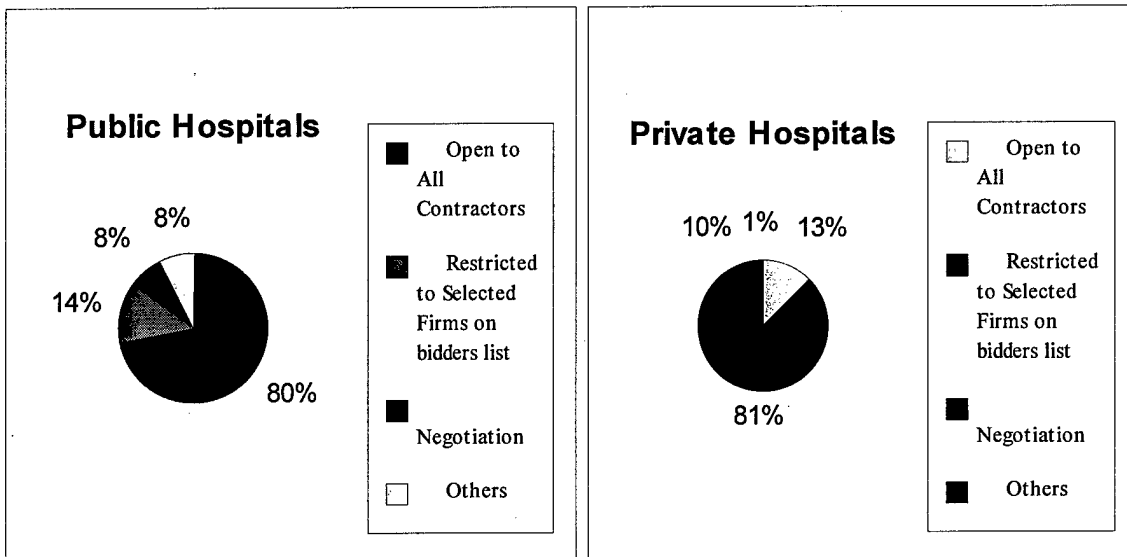 Public Hospitals
8%
8%
14%
80%
Open to
All
Contractors
Restricted
to Selected
Firms on
bidders list
Negotiation
Others
Private Hospitals
10% 1% 13%
81%
Open to
All
Contractors
Restricted
to Selected
Firms on
bidders list
Negotiation
Others